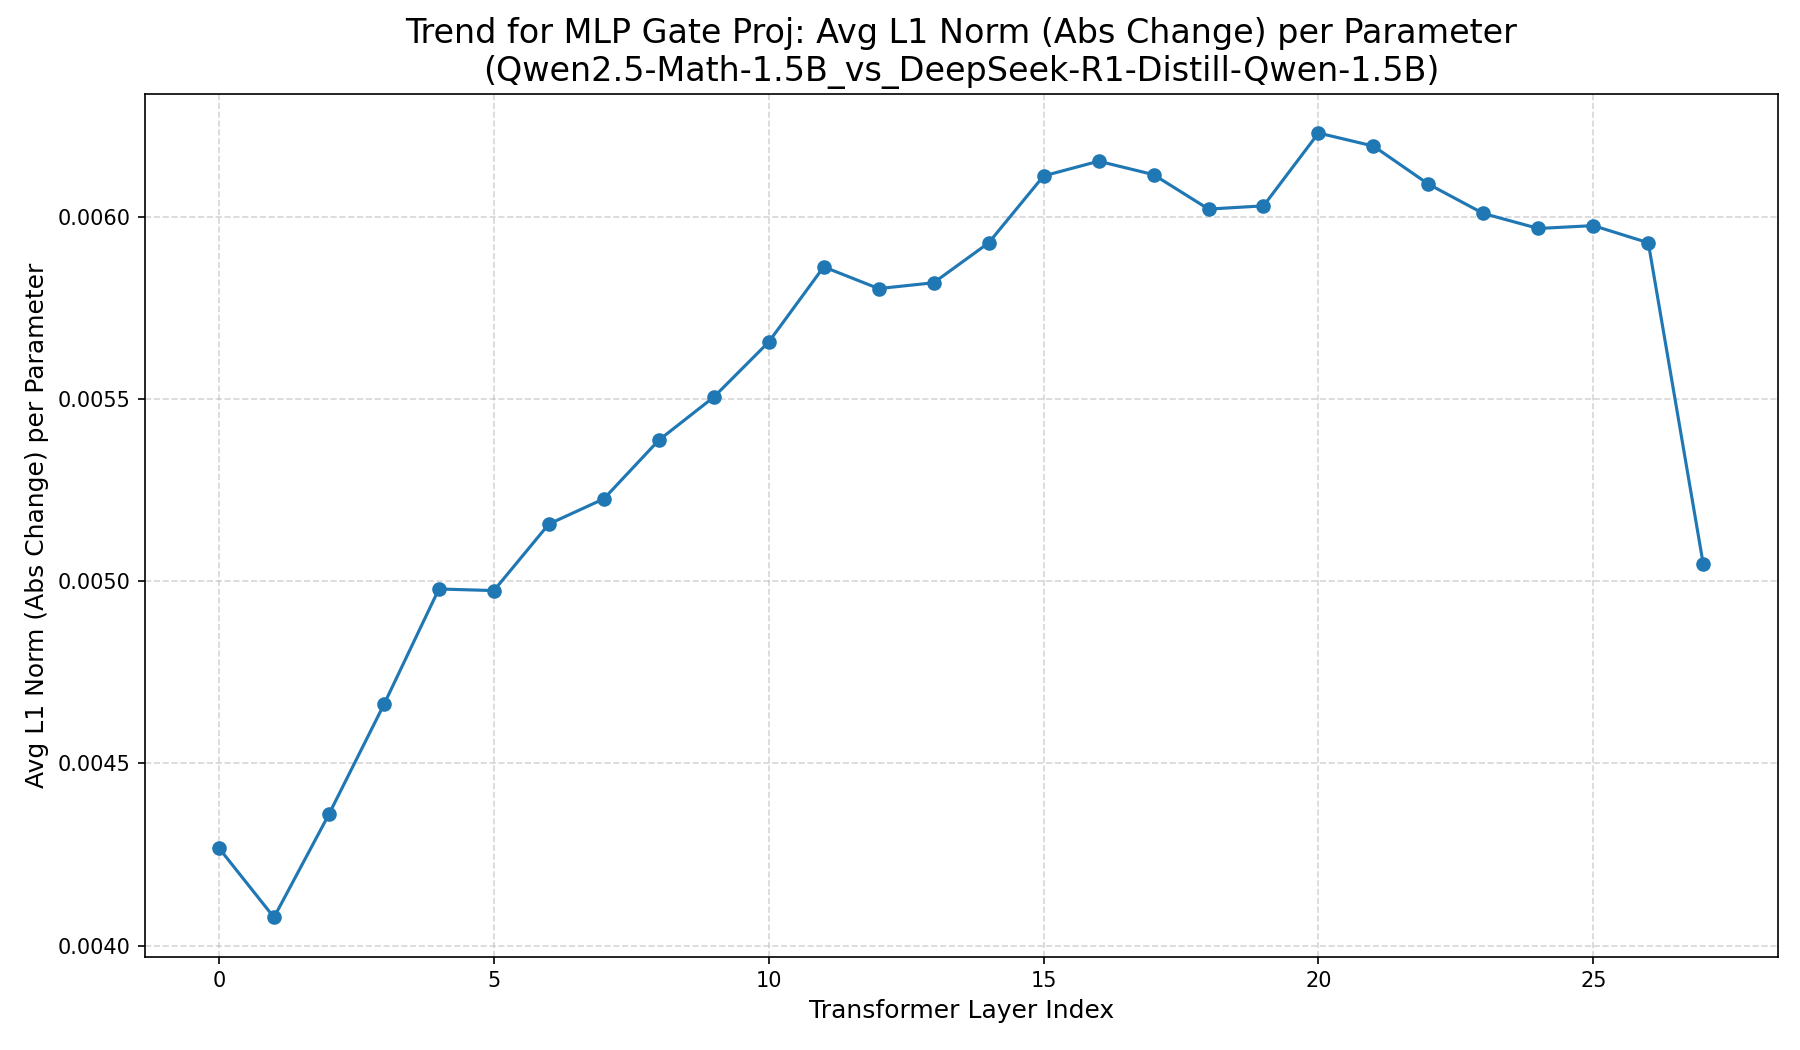 Trend for MLP Gate Proj: Avg L1 Norm (Abs Change) per Parameter
(Qwen2.5-Math-1.5B_vs_DeepSeek-R1-Distill-Qwen-1.5B)
Avg L1 Norm (Abs Change) per Parameter
0.0060
0.0055
0.0050
0.0045
0.0040
0 5 10 15 20 25
Transformer Layer Index